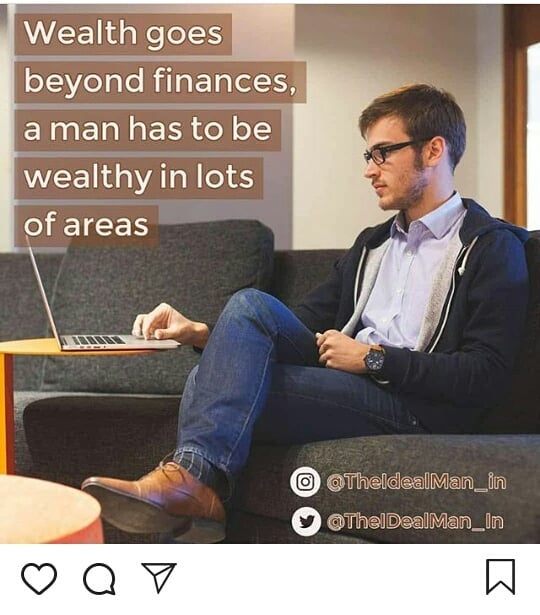 Wealth goes
beyond finances,
a man has to be
wealthy in lots
of areas
@TheIdealMan_in
@TheIDealMan_In